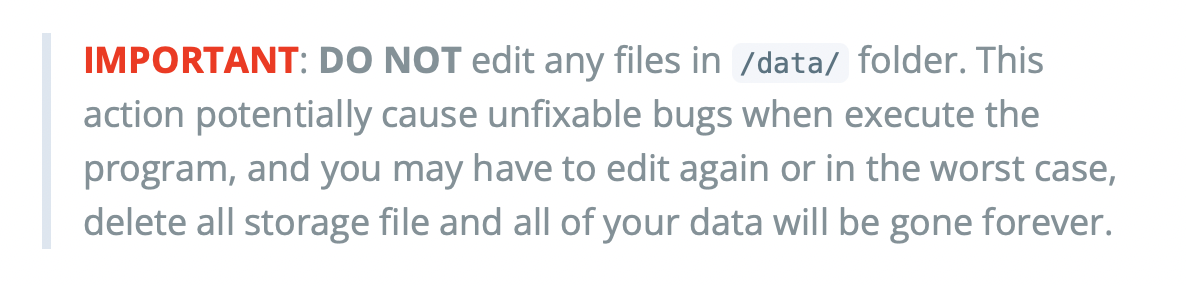 IMPORTANT: DO NOT edit any files in /data/ folder. This
action potentially cause unfixable bugs when execute the
program, and you may have to edit again or in the worst case,
delete all storage file and all of your data will be gone forever.